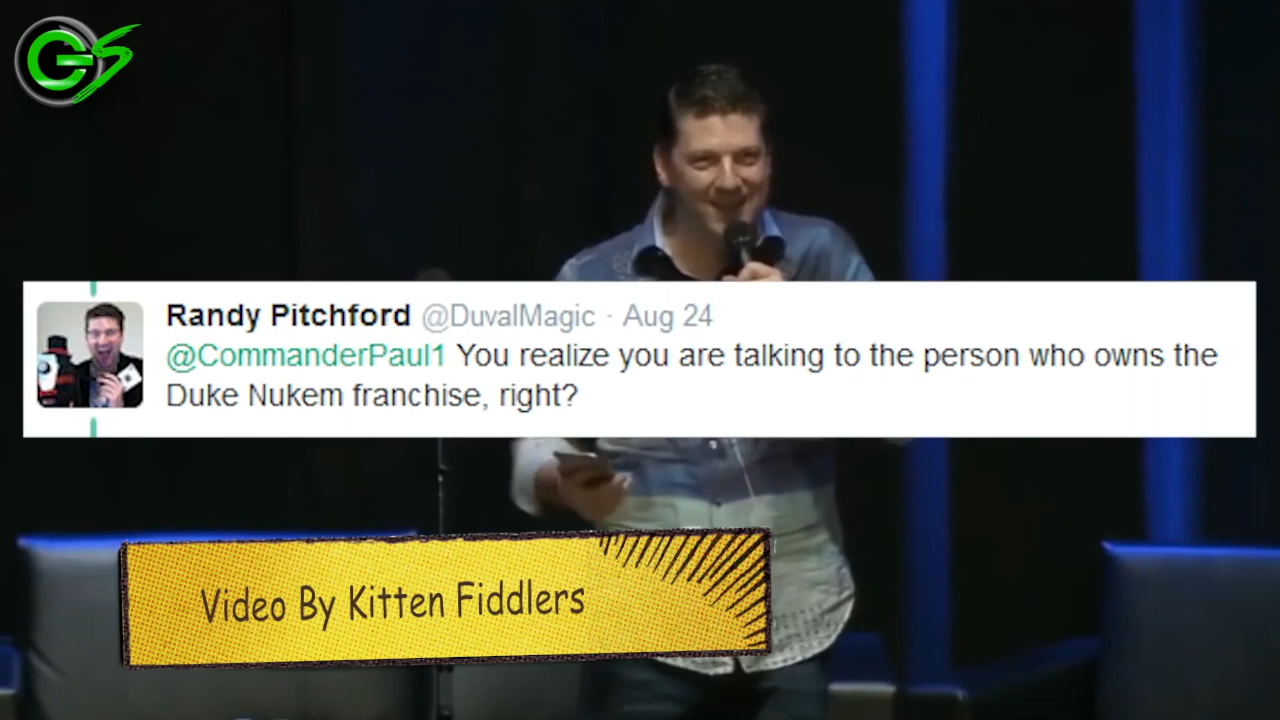 GS
Randy Pitchford @DuvalMagic · Aug 24
@CommanderPaul1 You realize you are talking to the person who owns the
Duke Nukem franchise, right?
Video By Kitten Fiddlers